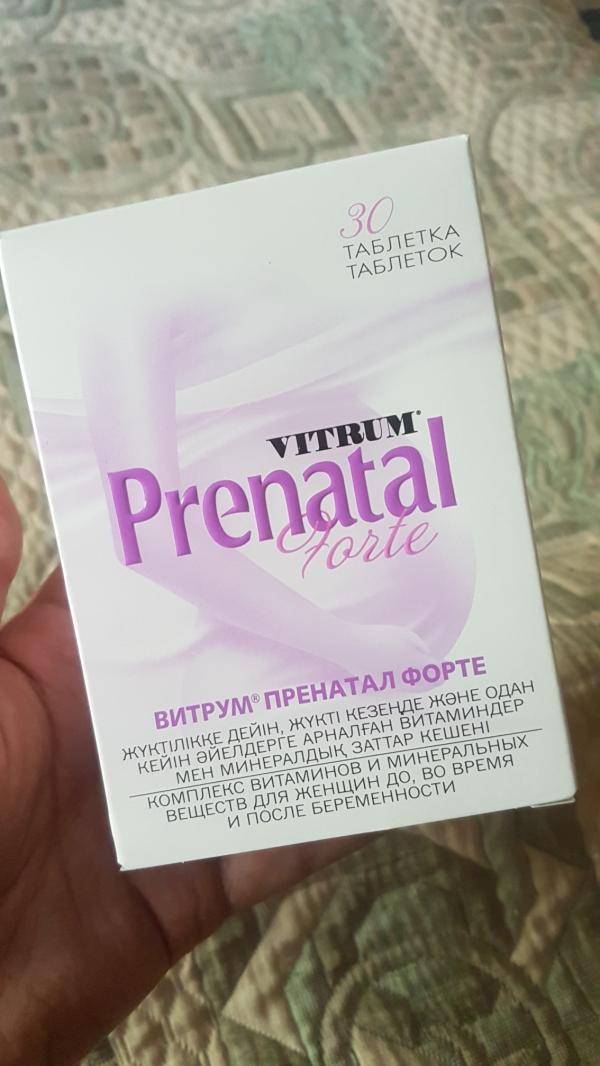 30
ТАБЛЕТКА
ТАБЛЕТОК
VITRUM®
Prenatal
Forte
ВИТРУМ® ПРЕНАТАЛ ФОРТЕ
ЖҮКТІЛІККЕ ДЕЙІН, ЖҮКТІ КЕЗЕҢДЕ ЖӘНЕ ОДАН
КЕЙІН ӘЙЕЛДЕРГЕ АРНАЛҒАН ВИТАМИНДЕР
МЕН МИНЕРАЛДЫҚ ЗАТТАР КЕШЕНІ
КОМПЛЕКС ВИТАМИНОВ И МИНЕРАЛЬНЫХ
ВЕЩЕСТВ ДЛЯ ЖЕНЩИН ДО, ВО ВРЕМЯ
И ПОСЛЕ БЕРЕМЕННОСТИ